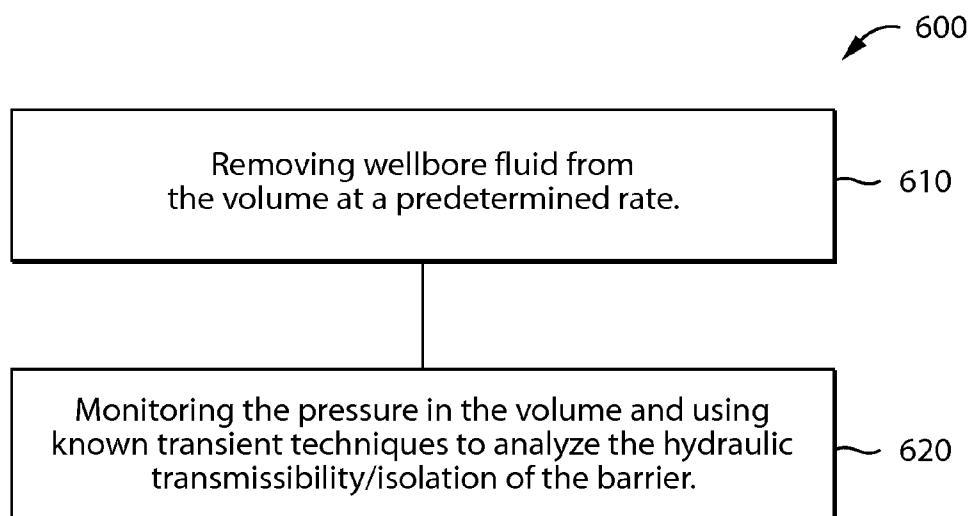 600
Removing wellbore fluid from
the volume at a predetermined rate.
610
Monitoring the pressure in the volume and using
known transient techniques to analyze the hydraulic
transmissibility/isolation of the barrier.
620